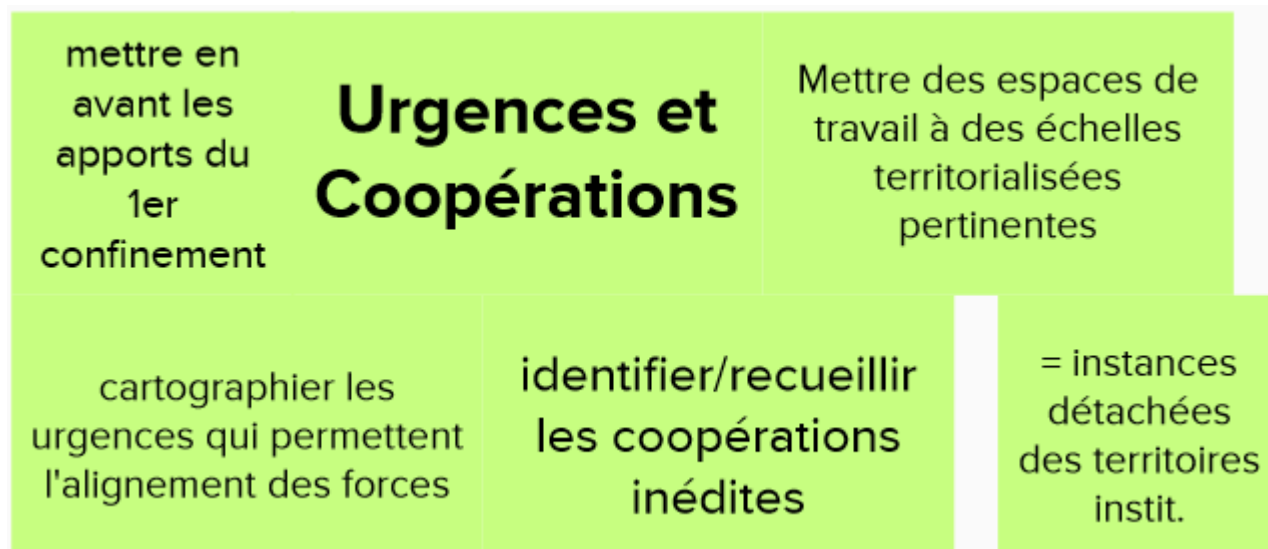 mettre en
avant les
apports du
1er
confinement
Urgences et
Coopérations
Mettre des espaces de
travail à des échelles
territorialisées
pertinentes
cartographier les
urgences qui permettent
l'alignement des forces
identifier/recueillir
les coopérations
inédites
= instances
détachées
des territoires
instit.